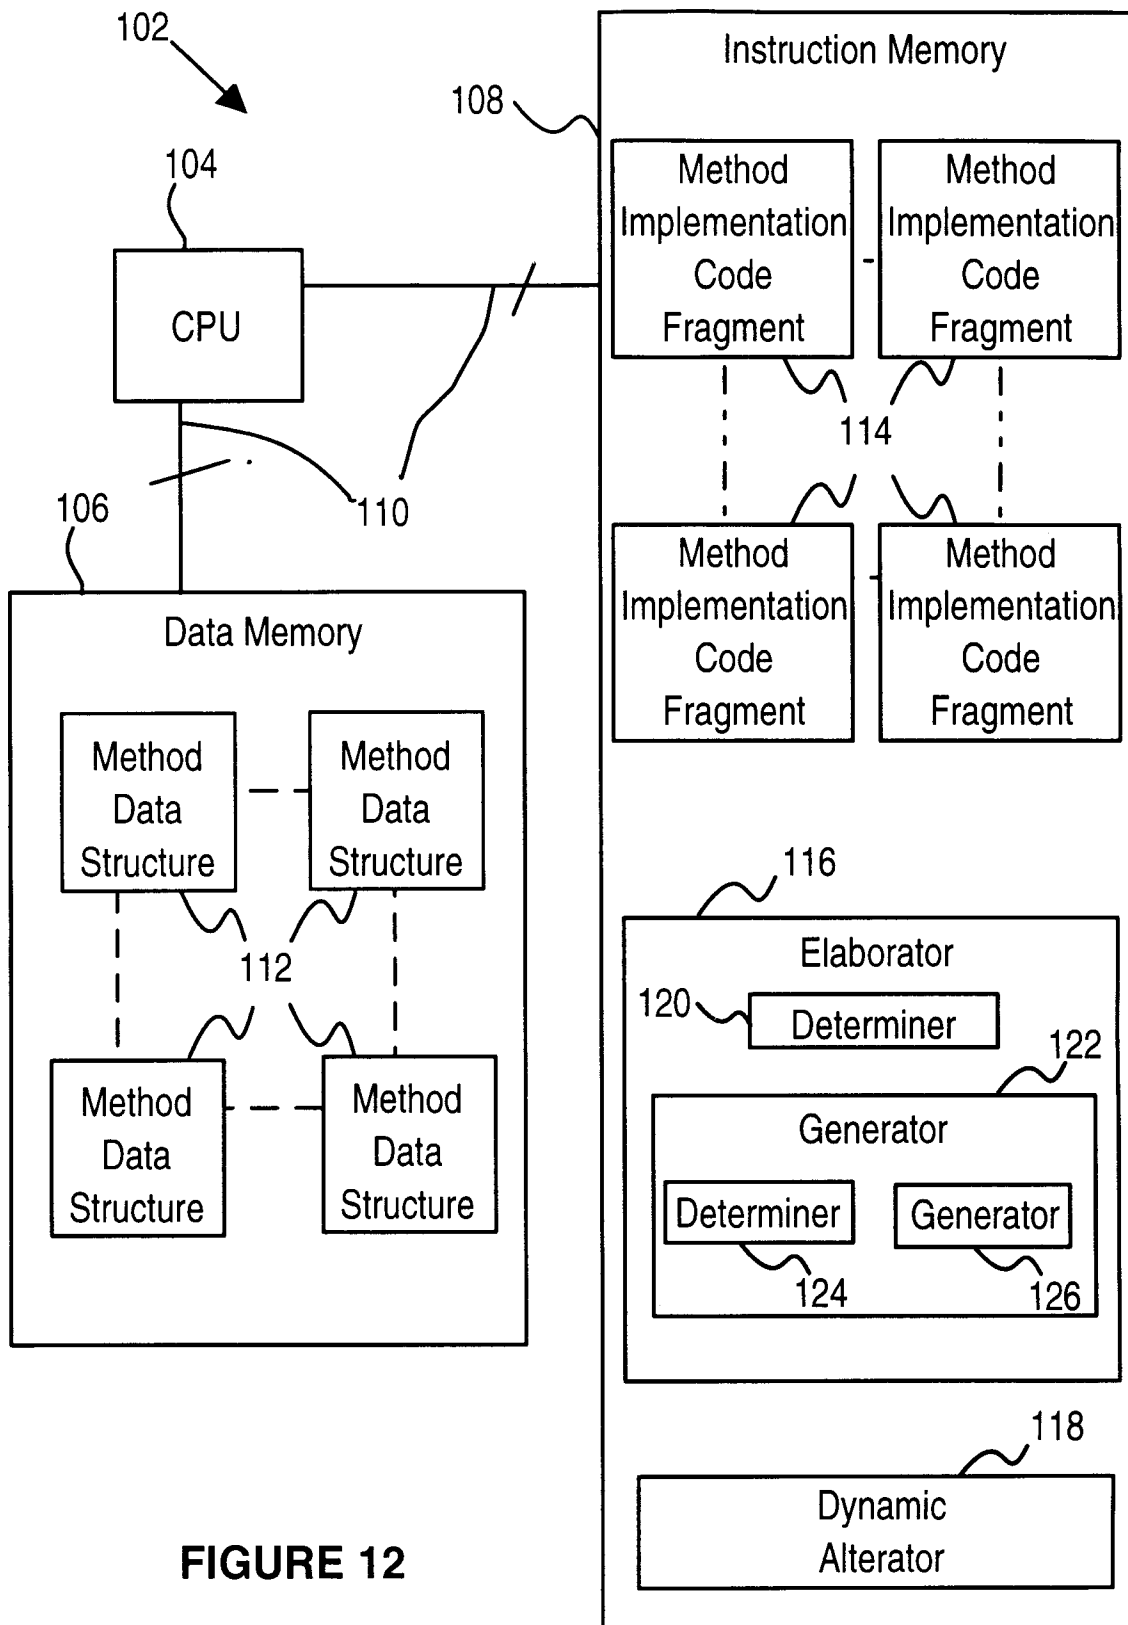 102
Instruction Memory
108
104
CPU
Method
Implementation
Code
Fragment
Method
Implementation
Code
Fragment
114
110
106
Method
Implementation
Code
Fragment
Method
Implementation
Code
Fragment
Data Memory
Method
Data
Structure
Method
Data
Structure
112
Method
Data
Structure
Method
Data
Structure
116
Elaborator
120
Determiner
122
Generator
Determiner
Generator
124
126
118
Dynamic
Alterator
FIGURE 12